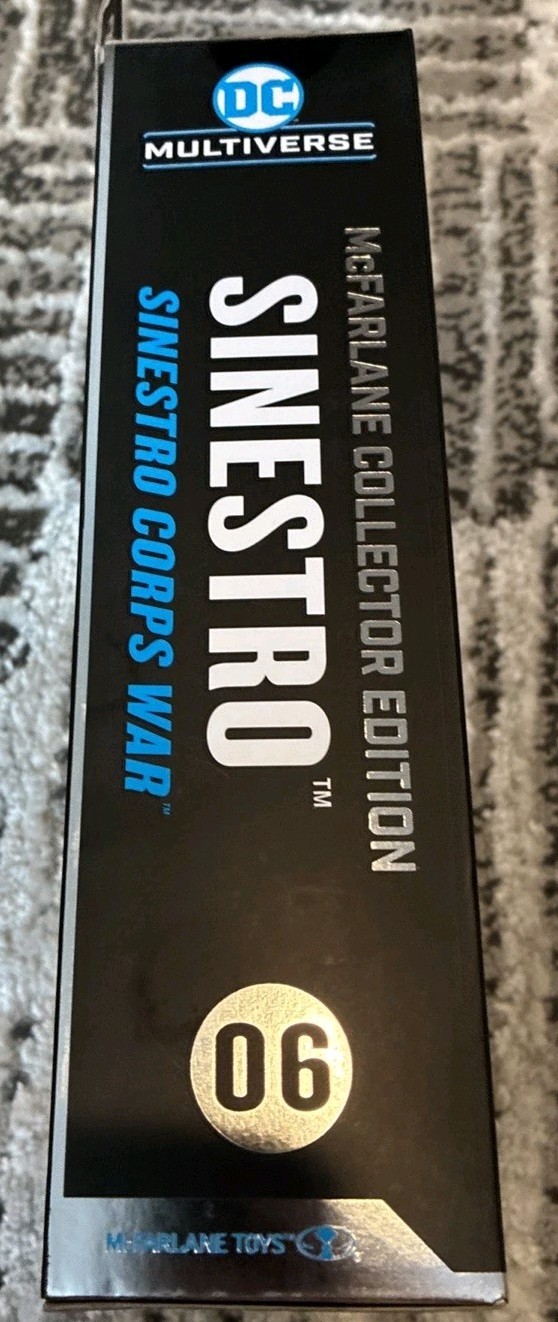 DC
MULTIVERSE
McFARLANE COLLECTOR EDITION
SINESTRO™
SINESTRO CORPS WAR™
06
McFARLANE TOYS™